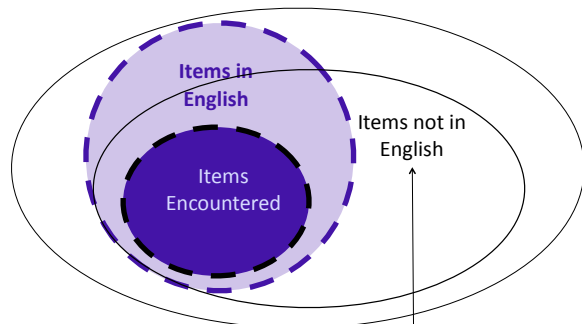 Items in
English
Items not in
English
Items
Encountered